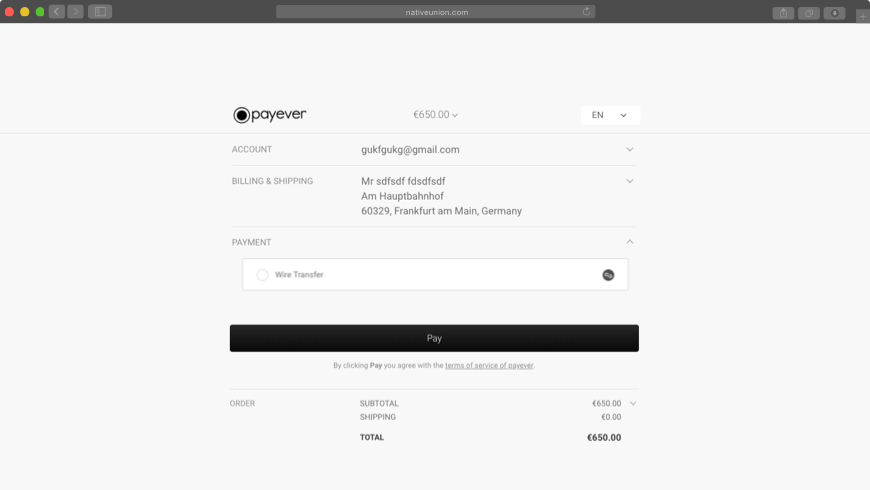 nativeunion.com
payever
€650.00
EN
ACCOUNT
gukfgukg@gmail.com
BILLING & SHIPPING
Mr sdfsdf fdsdfsdf
Am Hauptbahnhof
60329, Frankfurt am Main, Germany
PAYMENT
Wire Transfer
Pay
By clicking Pay you agree with the terms of service of payever.
ORDER
SUBTOTAL €650.00
SHIPPING €0.00
TOTAL €650.00